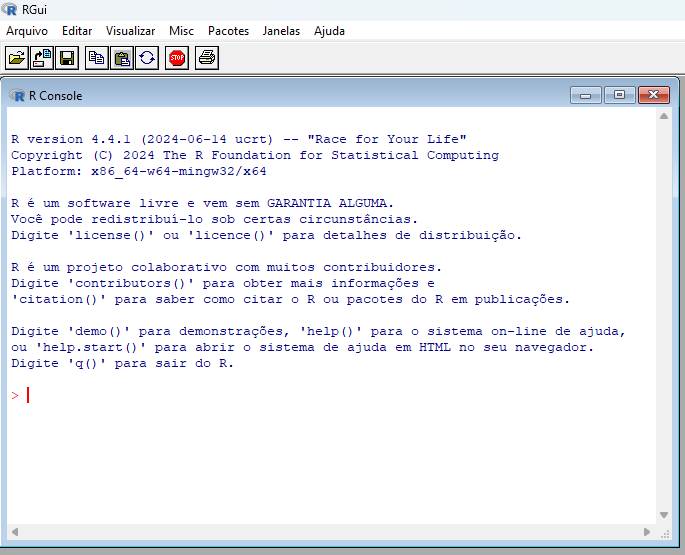 RGui
Arquivo Editar Visualizar Misc Pacotes Janelas Ajuda
STOP
R Console
R version 4.4.1 (2024-06-14 ucrt) -- "Race for Your Life"
Copyright (C) 2024 The R Foundation for Statistical Computing
Platform: x86_64-w64-mingw32/x64
R é um software livre e vem sem GARANTIA ALGUMA.
Você pode redistribuí-lo sob certas circunstâncias.
Digite 'license()' ou 'licence()' para detalhes de distribuição.
R é um projeto colaborativo com muitos contribuidores.
Digite 'contributors()' para obter mais informações e
'citation()' para saber como citar o R ou pacotes do R em publicações.
Digite 'demo()' para demonstrações, 'help()' para o sistema on-line de ajuda,
ou 'help.start()' para abrir o sistema de ajuda em HTML no seu navegador.
Digite 'q()' para sair do R.
>